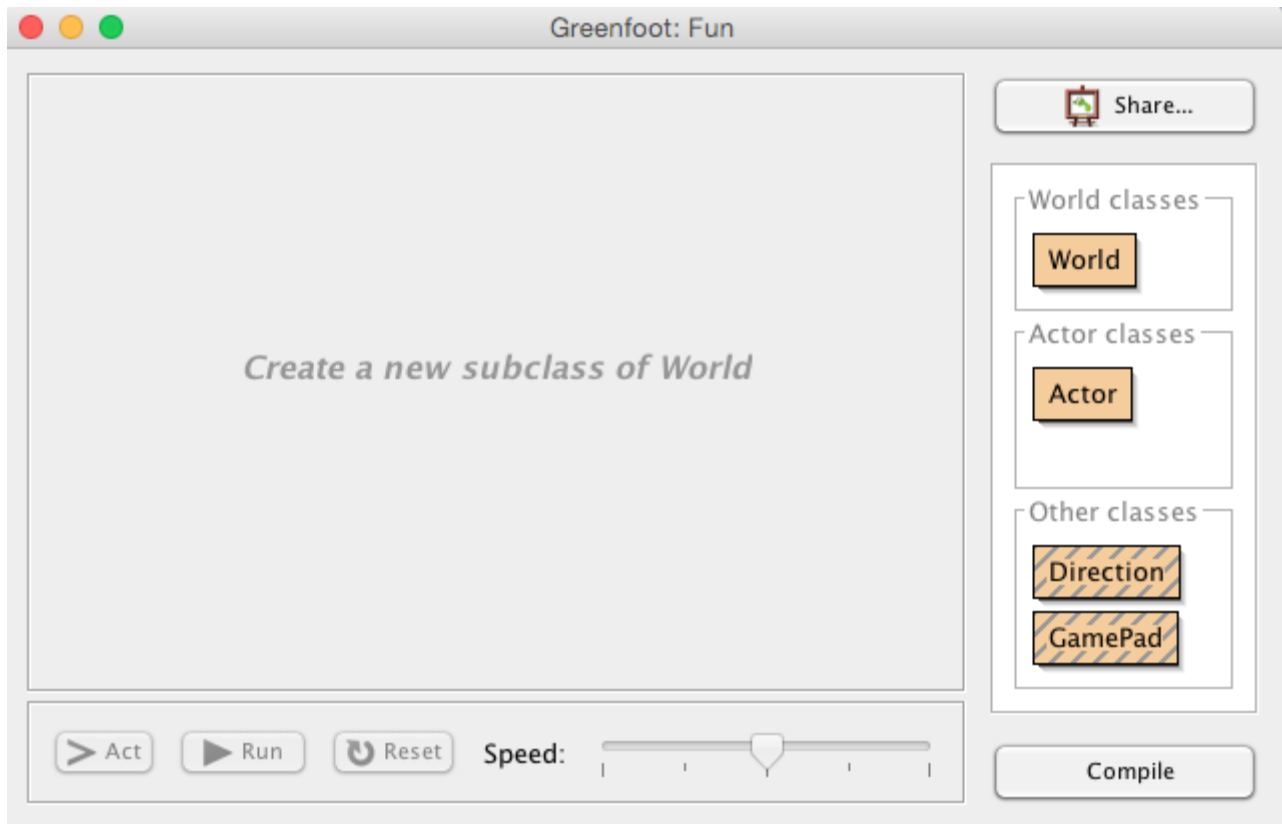 Greenfoot: Fun
Share...
World classes
World
Actor classes
Actor
Create a new subclass of World
Other classes
Direction
GamePad
Act
Run
Reset
Speed:
Compile